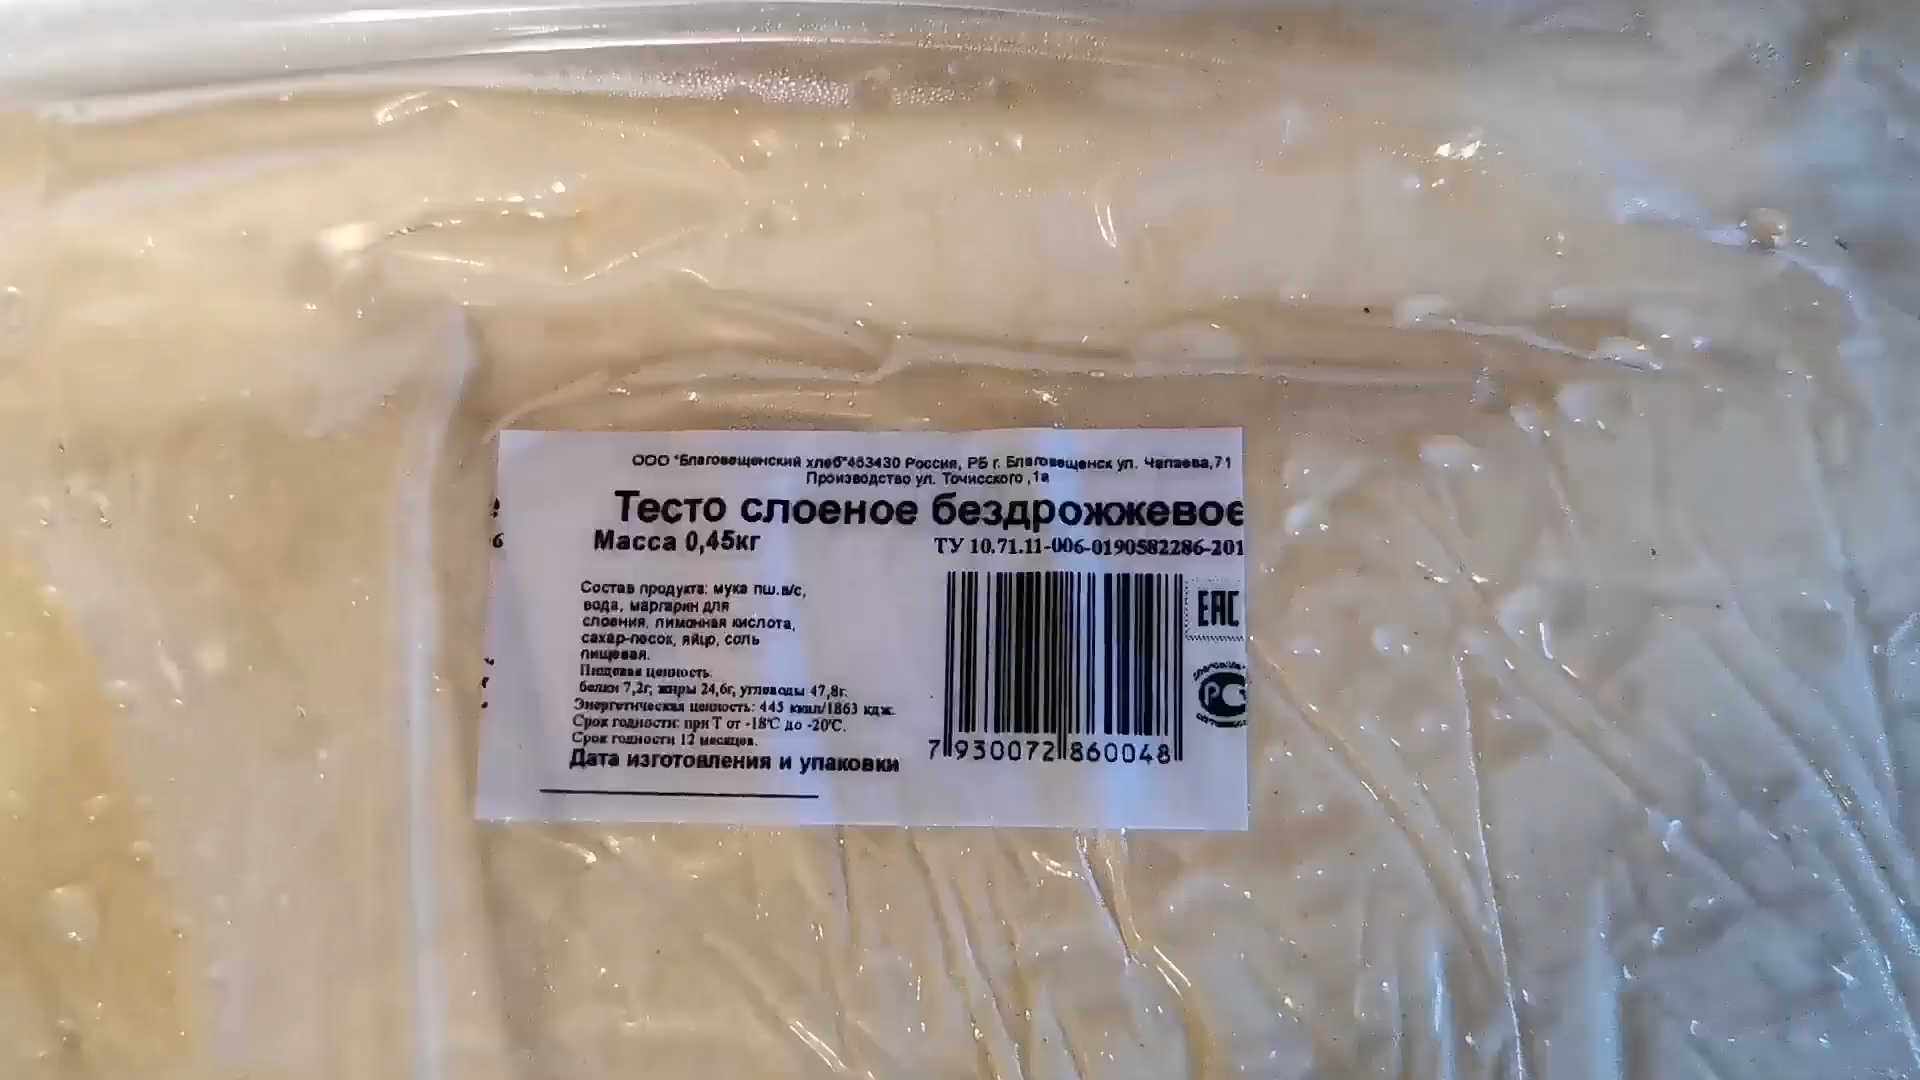 ООО "Благовещенский хлеб"453430 Россия, РБ г. Благовещенск ул. Чапаева,71
Производство ул. Точисского ,1а
Тесто слоеное бездрожжевое
Масса 0,45кг
ТУ 10.71.11-006-0190582286-201
Состав продукта: мука пш.в/с,
вода, маргарин для
слоения, лимонная кислота,
сахар-песок, яйцо, соль
пищевая.
Пищевая ценность:
белки 7,2г, жиры 24,6г, углеводы 47,8г.
Энергетическая ценность: 445 ккал/1863 кдж.
Срок годности: при Т от -18°С до -20°С.
Срок годности 12 месяцев.
Дата изготовления и упаковки
7 930072 860048
ЕАС
РС